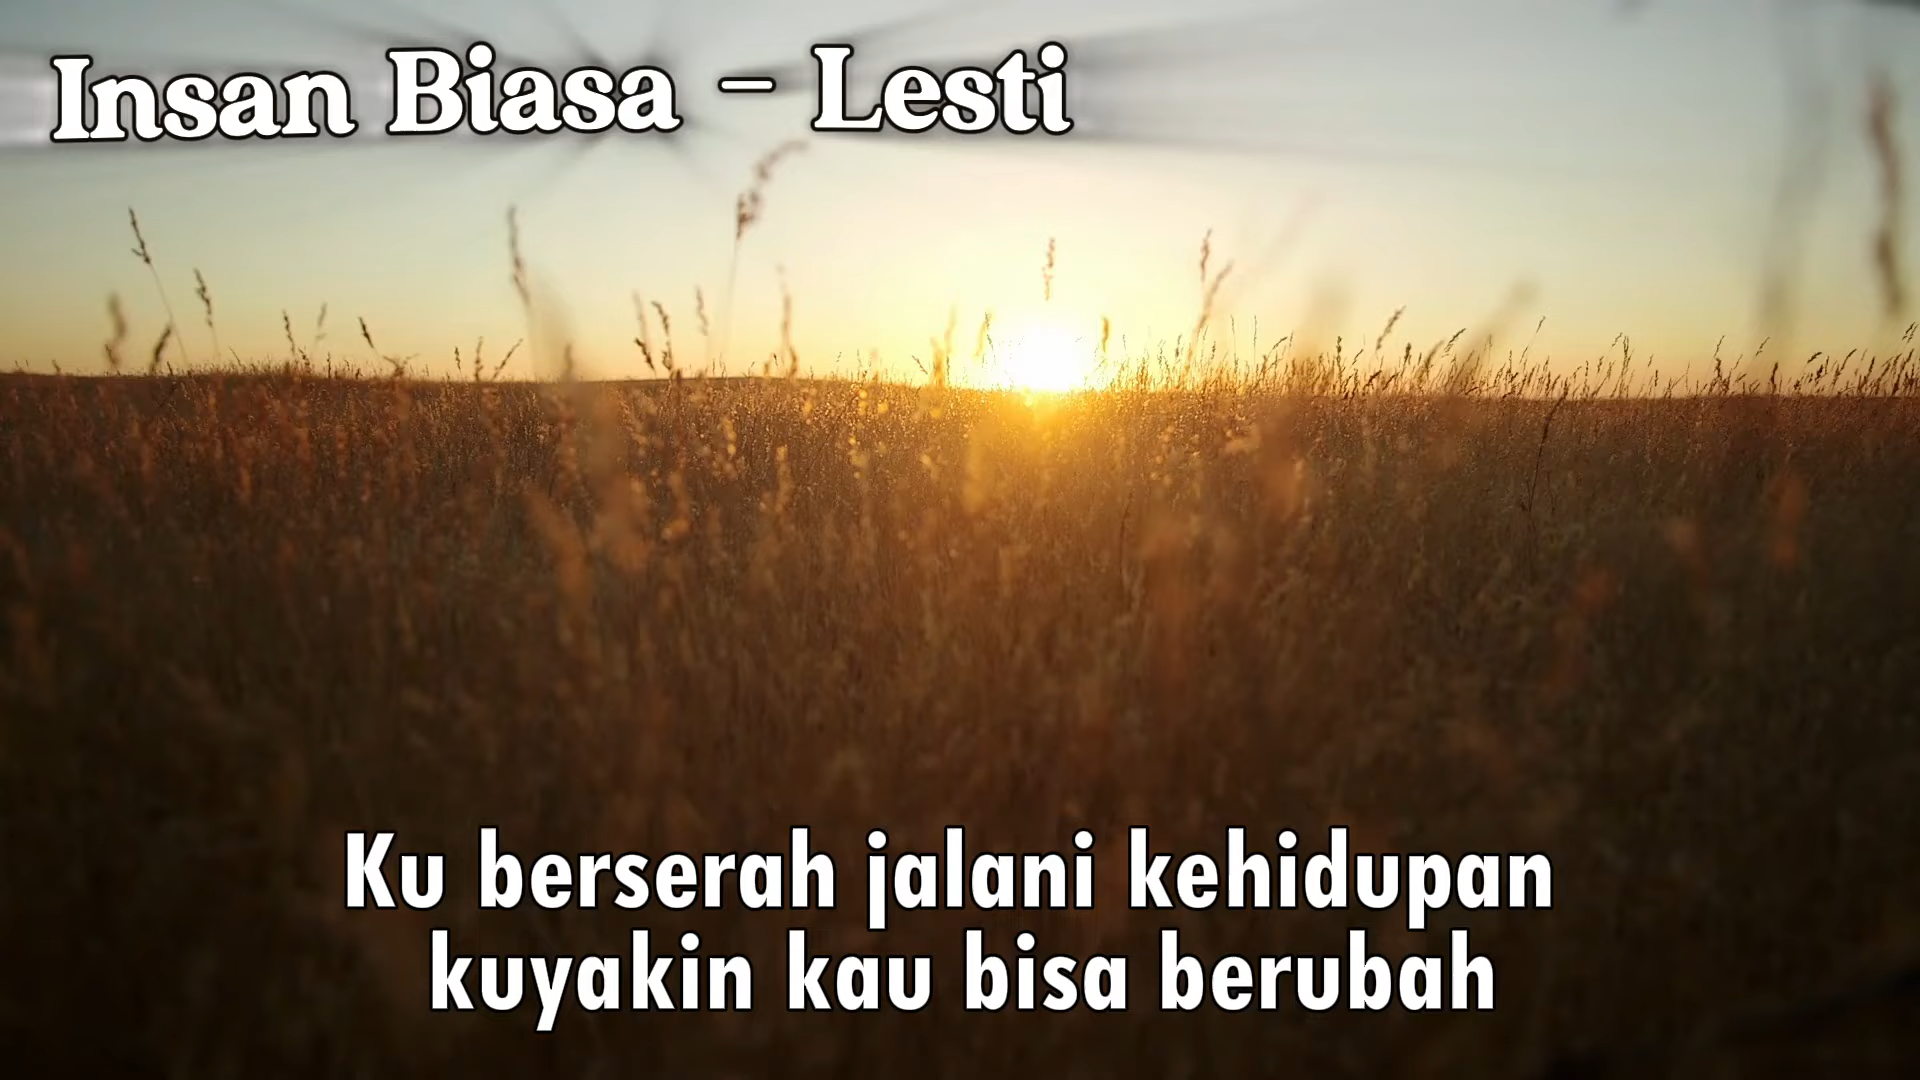 Insan Biasa - Lesti
Ku berserah jalani kehidupan
kuyakin kau bisa berubah